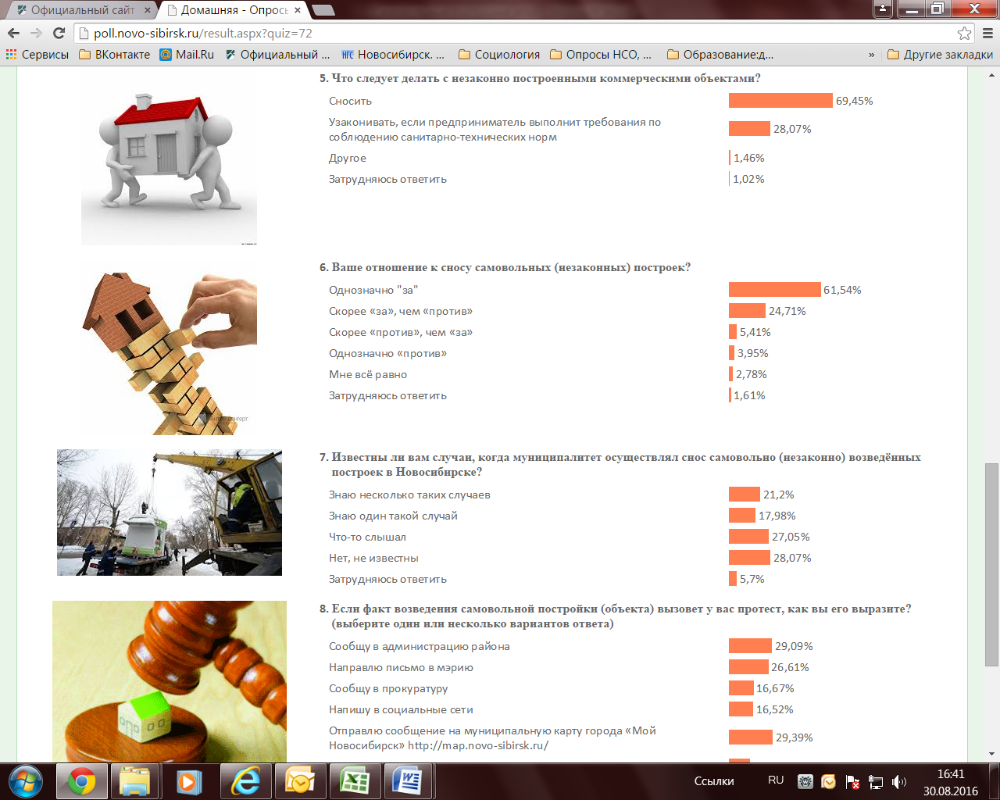 Официальный сайт
Домашняя - Опросы
poll.novo-sibirsk.ru/result.aspx?quiz=72
Сервисы ВКонтакте Mail.Ru Официальный ... НГС Новосибирск. ... Социология Опросы НСО, ... Образование:д... » Другие закладки
5. Что следует делать с незаконно построенными коммерческими объектами?
Сносить 69,45%
Узаконивать, если предприниматель выполнит требования по
соблюдению санитарно-технических норм 28,07%
Другое 1,46%
Затрудняюсь ответить 1,02%
6. Ваше отношение к сносу самовольных (незаконных) построек?
Однозначно "за" 61,54%
Скорее «за», чем «против» 24,71%
Скорее «против», чем «за» 5,41%
Однозначно «против» 3,95%
Мне всё равно 2,78%
Затрудняюсь ответить 1,61%
7. Известны ли вам случаи, когда муниципалитет осуществлял снос самовольно (незаконно) возведённых
построек в Новосибирске?
Знаю несколько таких случаев 21,2%
Знаю один такой случай 17,98%
Что-то слышал 27,05%
Нет, не известны 28,07%
Затрудняюсь ответить 5,7%
8. Если факт возведения самовольной постройки (объекта) вызовет у вас протест, как вы его выразите?
(выберите один или несколько вариантов ответа)
Сообщу в администрацию района 29,09%
Направлю письмо в мэрию 26,61%
Сообщу в прокуратуру 16,67%
Напишу в социальные сети 16,52%
Отправлю сообщение на муниципальную карту города «Мой
Новосибирск» http://map.novo-sibirsk.ru/ 29,39%
Ссылки RU 16:41
30.08.2016